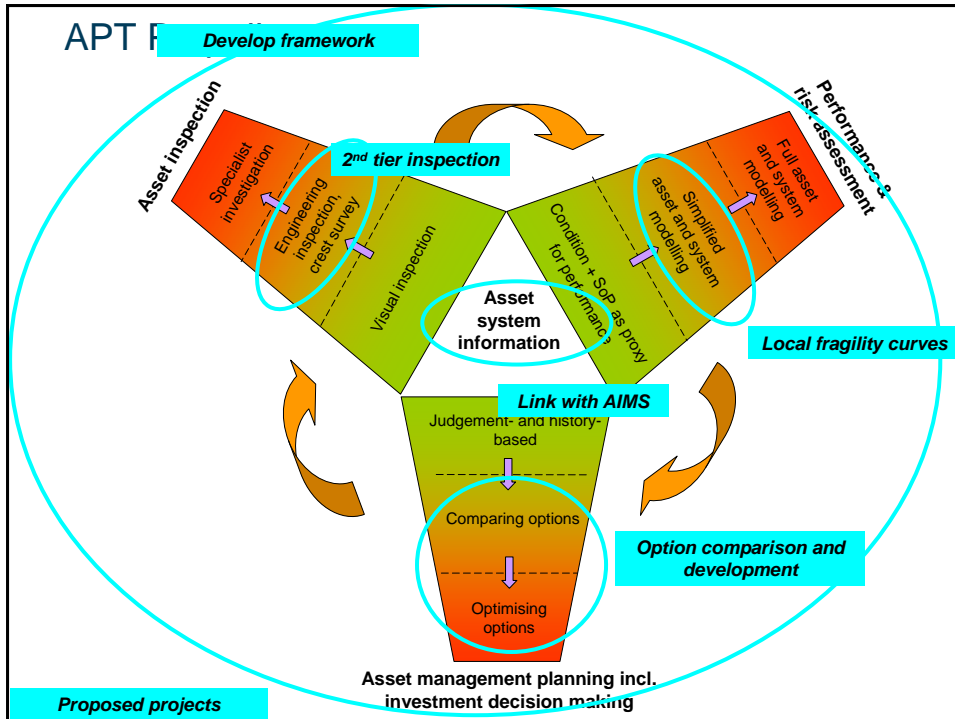 APT
Develop framework
Asset inspection
Specialist
investigation
Engineering
inspection,
crest survey
2nd tier inspection
Visual inspection
Performance &
risk assessment
Full asset
and system
modelling
Simplified
asset and system
modelling
Condition + SoP as proxy
for performance
Asset
system
information
Local fragility curves
Link with AIMS
Judgement- and history-
based
Comparing options
Option comparison and
development
Optimising
options
Asset management planning incl.
investment decision making
Proposed projects